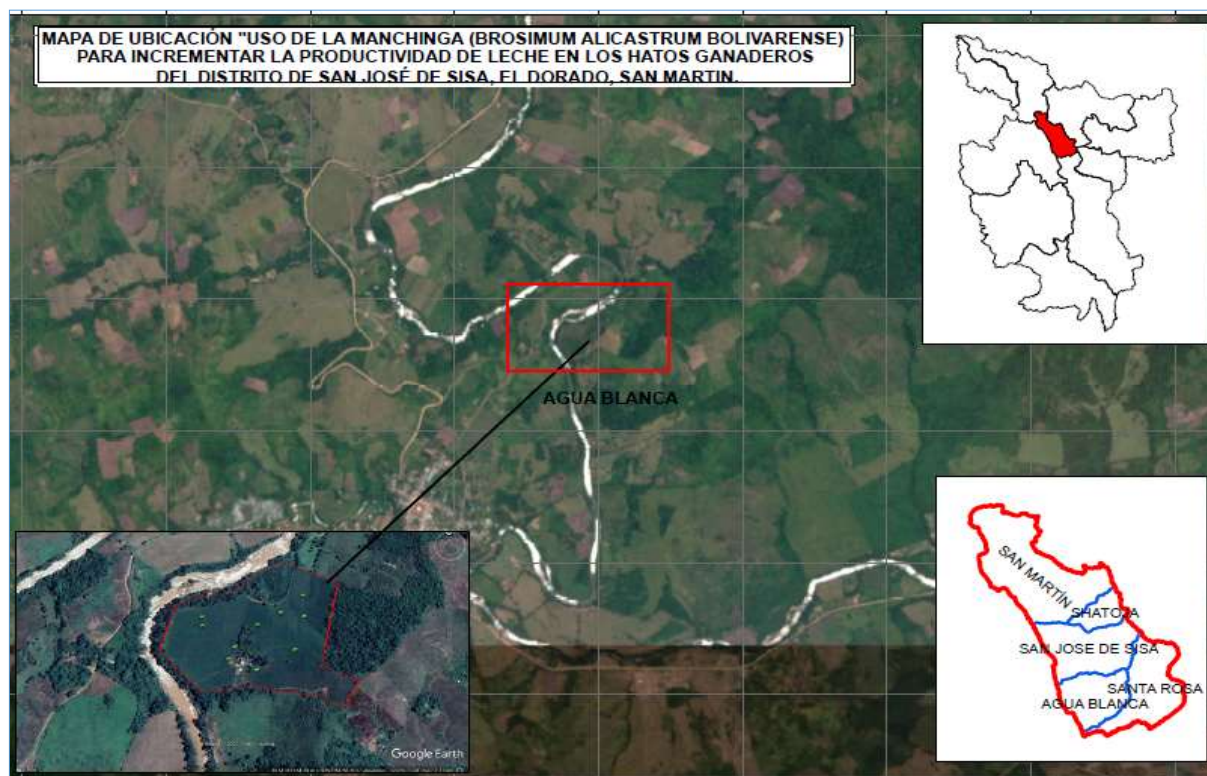 MAPA DE UBICACIÓN "USO DE LA MANCHINGA (BROSIMUM ALICASTRUM BOLIVARENSE)
PARA INCREMENTAR LA PRODUCTIVIDAD DE LECHE EN LOS HATOS GANADEROS
DEL DISTRITO DE SAN JOSÉ DE SISA, EL DORADO, SAN MARTIN.
AGUA BLANCA
Google Earth
SAN MARTÍN
SHATOJA
SAN JOSE DE SISA
SANTA ROSA
AGUA BLANCA